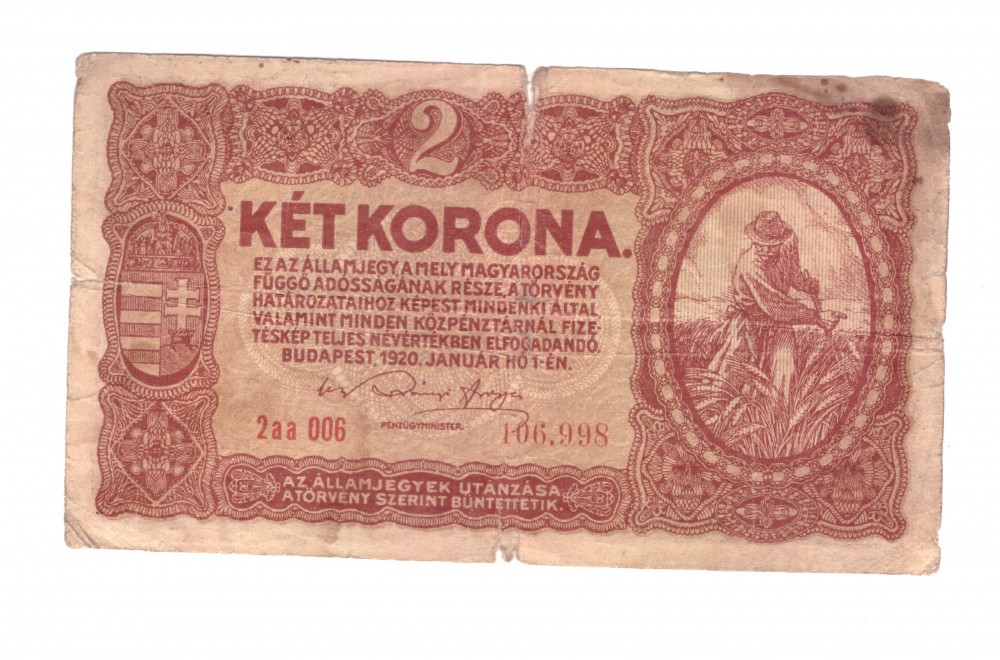 2
KÉT KORONA.
EZ AZ ÁLLAMJEGY, A MELY MAGYARORSZÁG
FÜGGŐ ADÓSSÁGÁNAK RÉSZE, A TÖRVÉNY
HATÁROZATAIHOZ KÉPEST MINDENKI ÁLTAL,
VALAMINT MINDEN KÖZPÉNZTÁRNÁL FIZE-
TÉSKÉP TELJES NÉVÉRTÉKBEN ELFOGADANDÓ.
BUDAPEST, 1920. JANUÁR HÓ 1-ÉN.
PÉNZÜGYMINISTER.
2aa 006 106.998
AZ ÁLLAMJEGYEK UTÁNZÁSA
A TÖRVÉNY SZERINT BÜNTETTETIK.